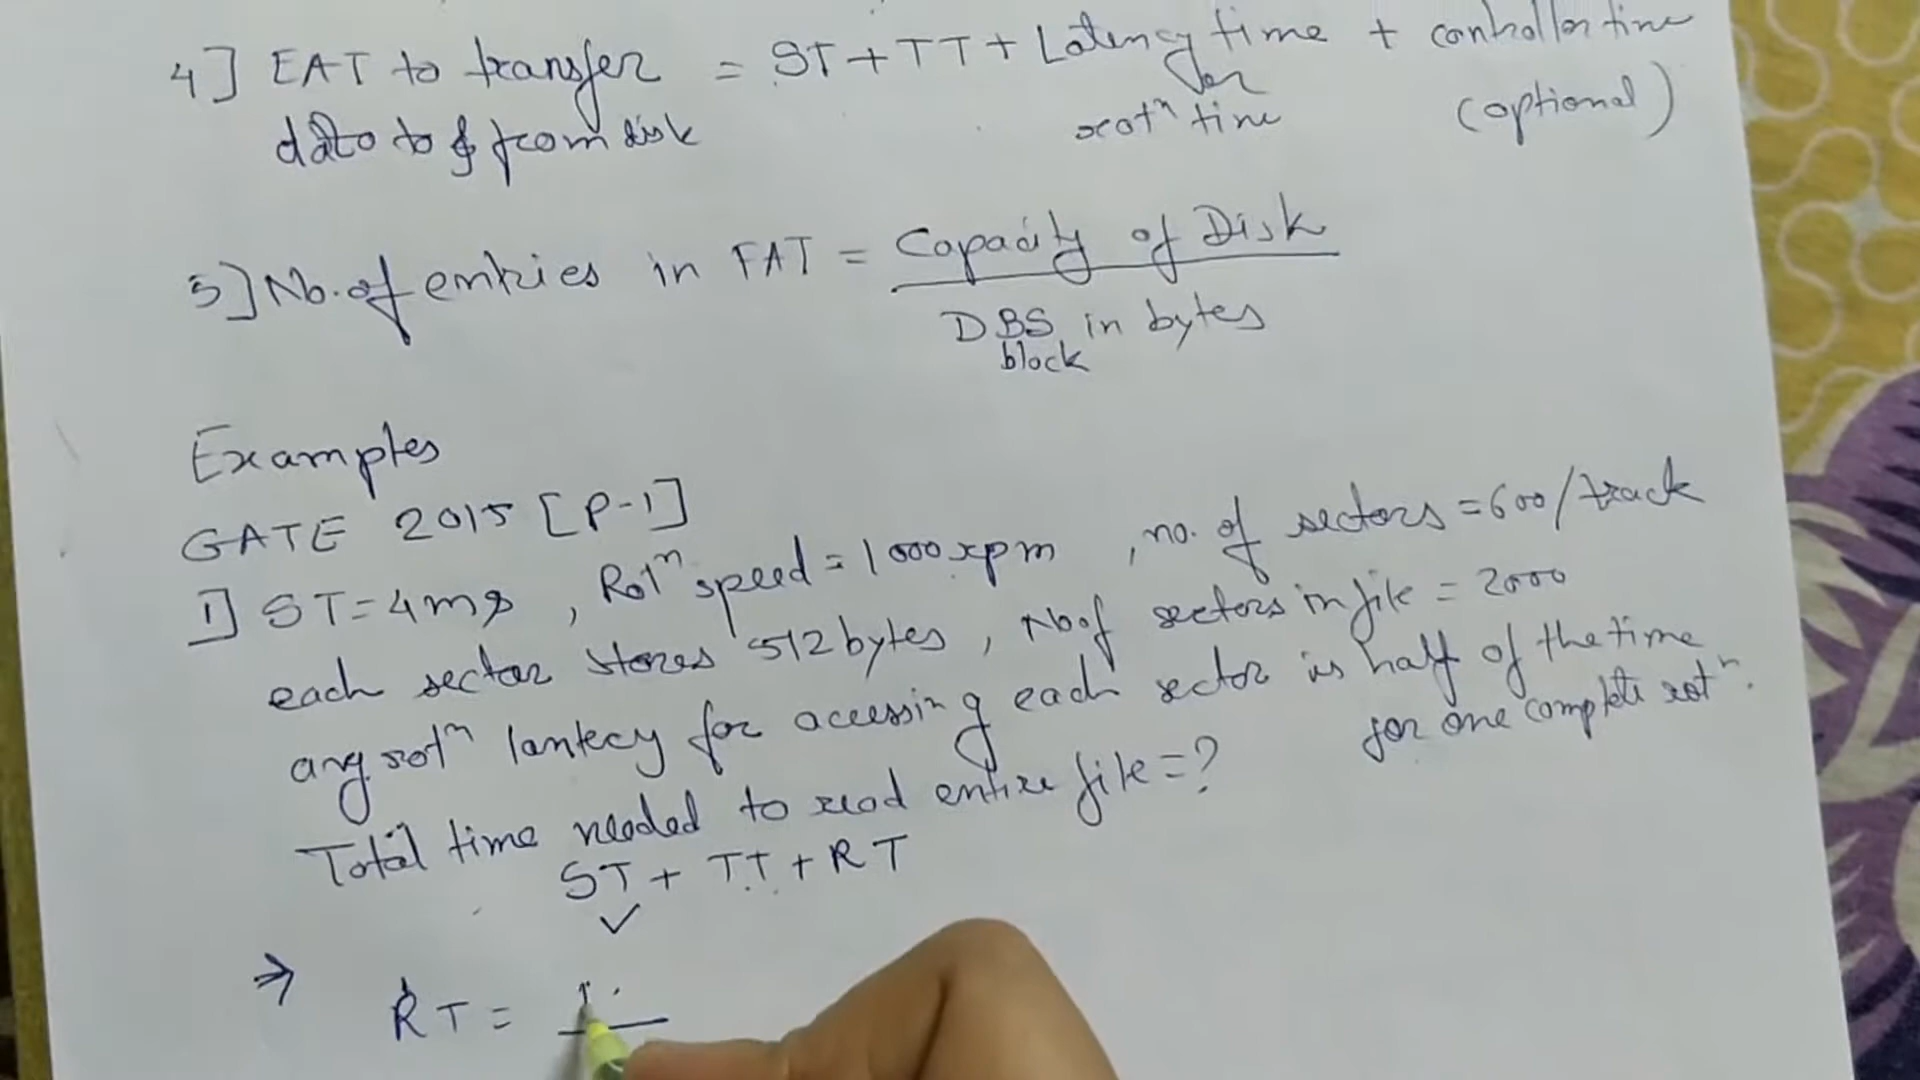 4] EAT to transfer = ST + TT + Latency time + controller time
data to & from disk or rotⁿ time (optional)
5] No. of entries in FAT = Capacity of Disk
DBS in bytes
block
Examples
GATE 2015 [P-1]
1] ST=4ms, Rotⁿ speed = 1000 rpm, no. of sectors = 600/track
each sector stores 512 bytes, No of sectors in file = 2000
avg rotⁿ lantecy for accessing each sector is half of the time
for one complete rotⁿ.
Total time needed to read entire file = ?
ST + TT + RT
⇒ RT =